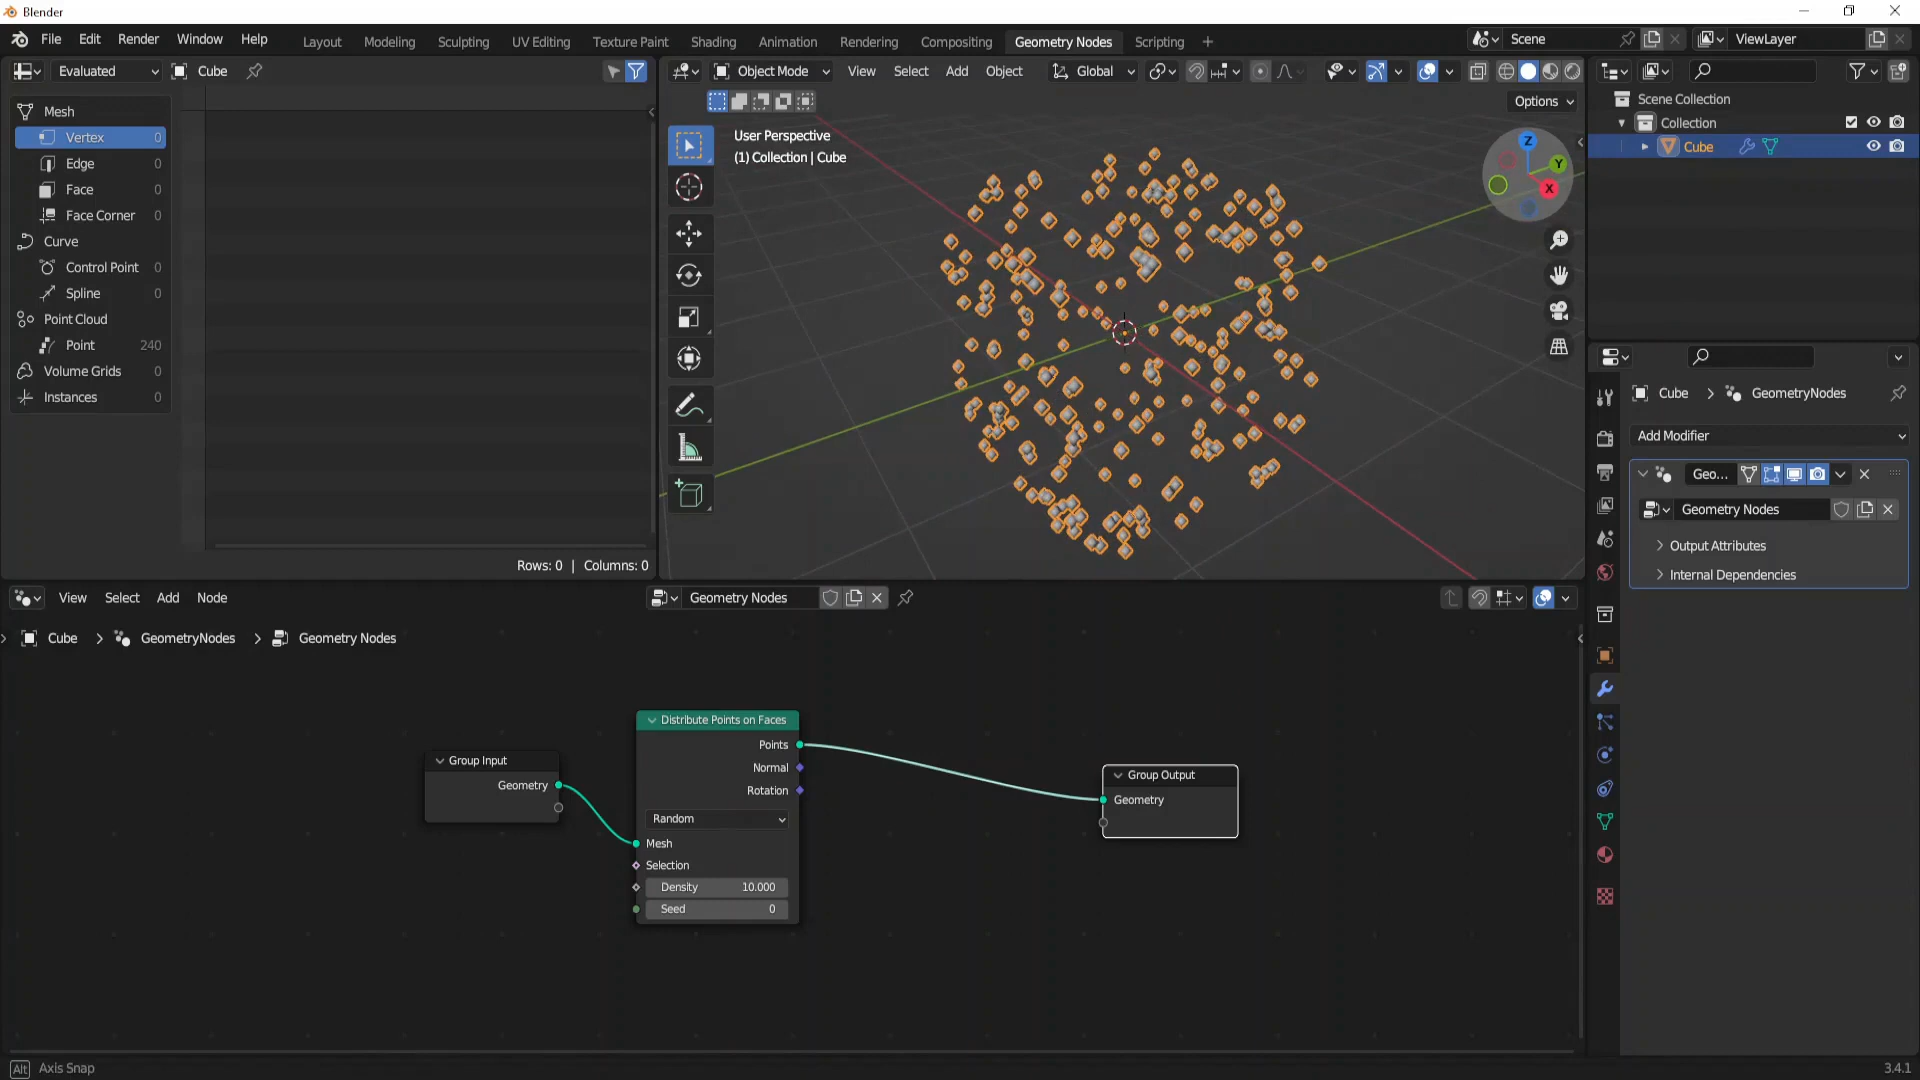 Blender
File Edit Render Window Help Layout Modeling Sculpting UV Editing Texture Paint Shading Animation Rendering Compositing Geometry Nodes Scripting + Scene ViewLayer
Evaluated Cube
Object Mode View Select Add Object Global
Options
Mesh
Vertex 0
Edge 0
Face 0
Face Corner 0
Curve
Control Point 0
Spline 0
Point Cloud
Point 240
Volume Grids 0
Instances 0
Rows: 0 | Columns: 0
User Perspective
(1) Collection | Cube
Z
Y
X
Scene Collection
Collection
Cube
Cube > GeometryNodes
Add Modifier
Geo...
Geometry Nodes
Output Attributes
Internal Dependencies
View Select Add Node Geometry Nodes
Cube > GeometryNodes > Geometry Nodes
Group Input
Geometry
Distribute Points on Faces
Points
Normal
Rotation
Random
Mesh
Selection
Density 10.000
Seed 0
Group Output
Geometry
Alt Axis Snap
3.4.1